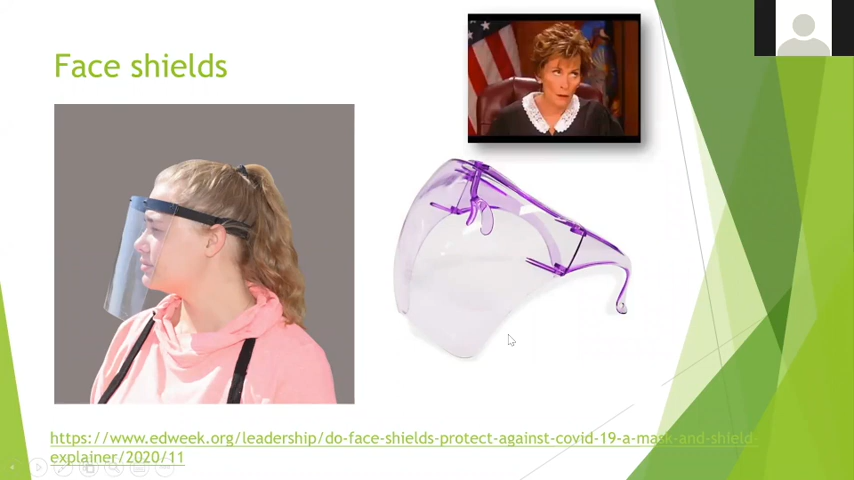 Face shields
https://www.edweek.org/leadership/do-face-shields-protect-against-covid-19-a-mask-and-shield-
explainer/2020/11